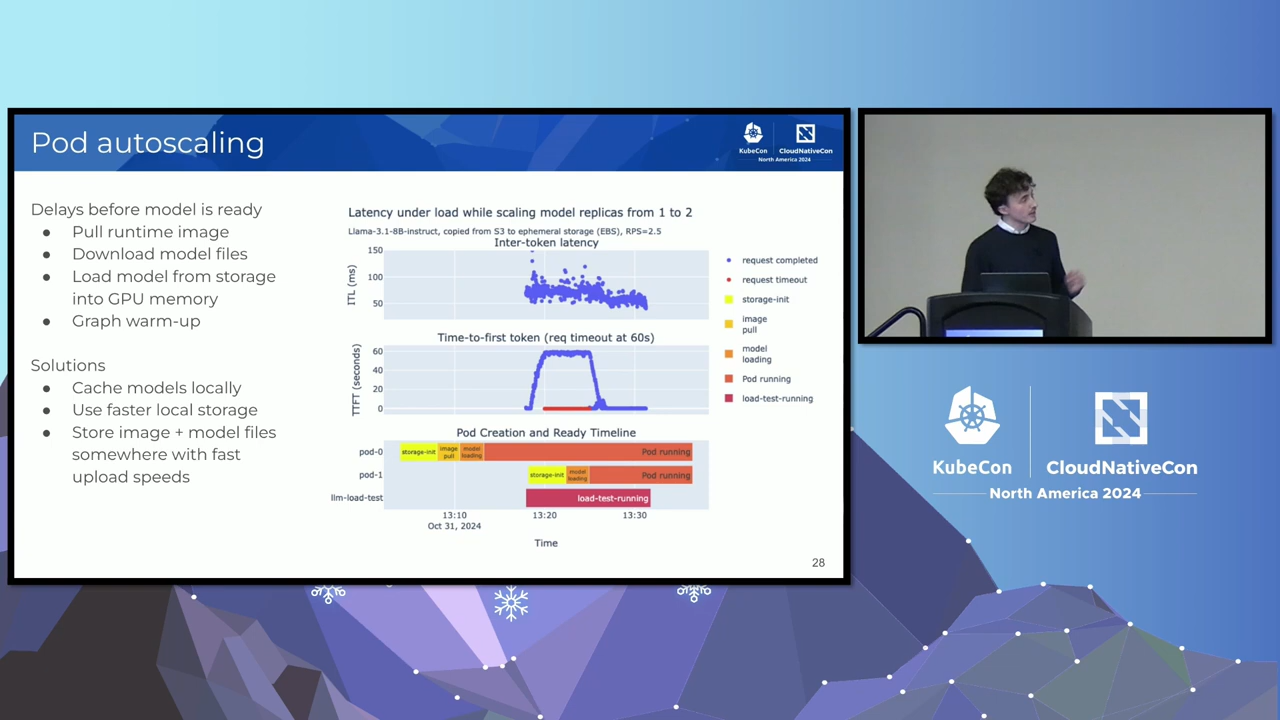 Pod autoscaling
KubeCon
CloudNativeCon
North America 2024
Delays before model is ready
● Pull runtime image
● Download model files
● Load model from storage
into GPU memory
● Graph warm-up
Solutions
● Cache models locally
● Use faster local storage
● Store image + model files
somewhere with fast
upload speeds
Latency under load while scaling model replicas from 1 to 2
Llama-3.1-8B-instruct, copied from S3 to ephemeral storage (EBS), RPS=2.5
Inter-token latency
150
100
50
ITL (ms)
Time-to-first token (req timeout at 60s)
60
40
20
0
TTFT (seconds)
Pod Creation and Ready Timeline
pod-0
storage-init
image
pull
model
loading
Pod running
pod-1
storage-init
model
loading
Pod running
llm-load-test
load-test-running
13:10
Oct 31, 2024
13:20
13:30
Time
request completed
request timeout
storage-init
image
pull
model
loading
Pod running
load-test-running
28
KubeCon
CloudNativeCon
North America 2024